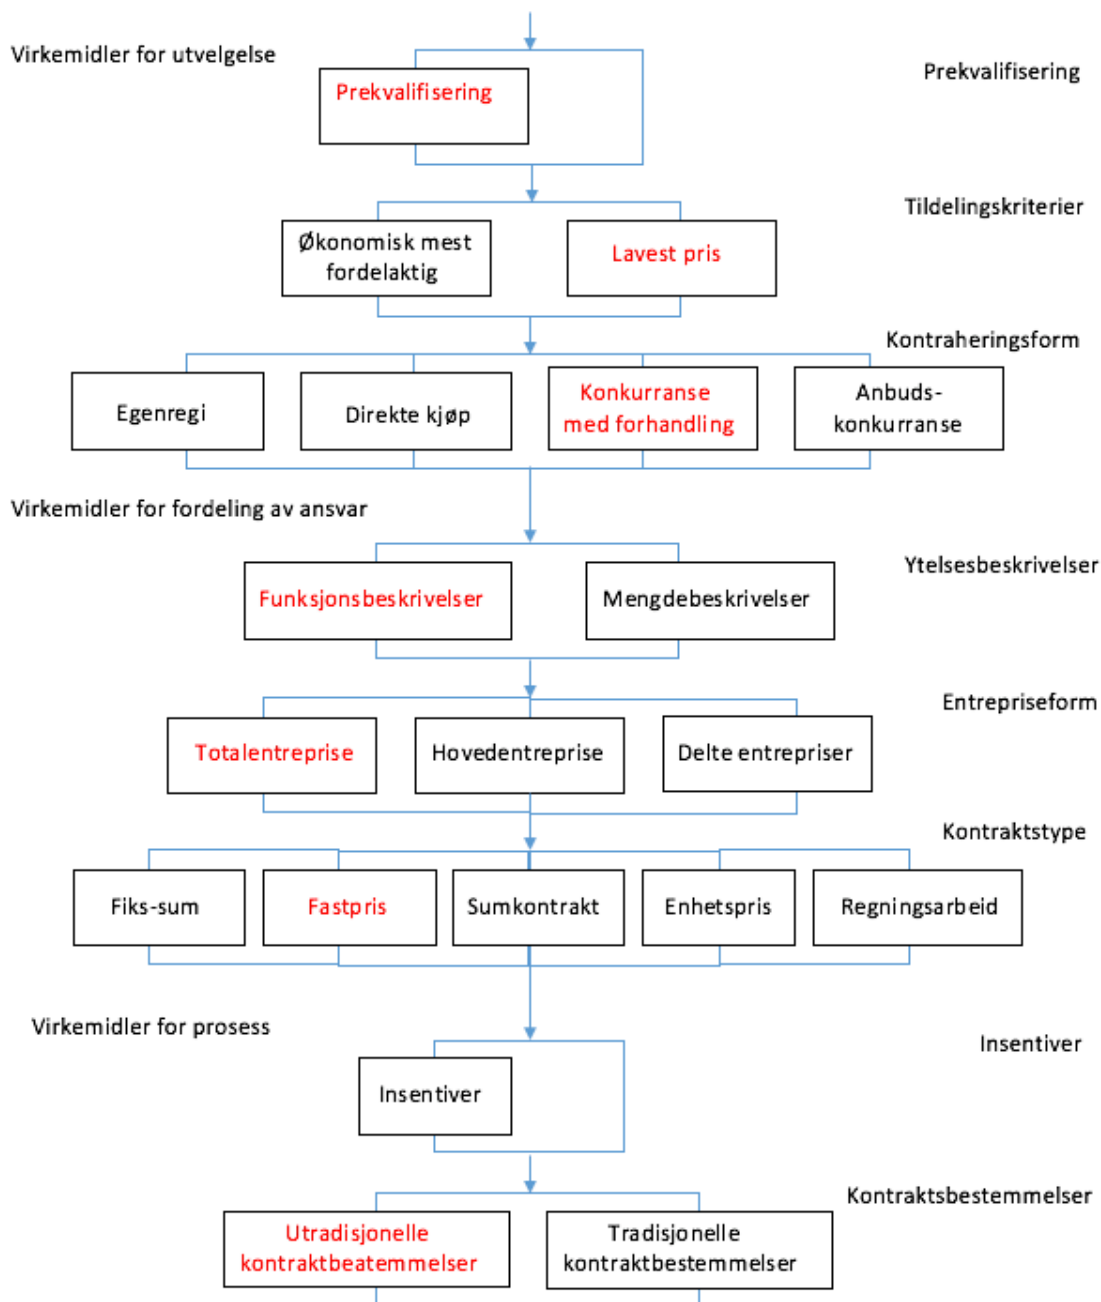 Virkemidler for utvelgelse
Prekvalifisering
Prekvalifisering
Tildelingskriterier
Økonomisk mest
fordelaktig
Lavest pris
Kontraheringsform
Egenregi
Direkte kjøp
Konkurranse
med forhandling
Anbuds-
konkurranse
Virkemidler for fordeling av ansvar
Ytelsesbeskrivelser
Funksjonsbeskrivelser
Mengdebeskrivelser
Entrepriseform
Totalentreprise
Hovedentreprise
Delte entrepriser
Kontraktstype
Fiks-sum
Fastpris
Sumkontrakt
Enhetspris
Regningsarbeid
Virkemidler for prosess
Insentiver
Insentiver
Kontraktsbestemmelser
Utradisjonelle
kontraktbeatemmelser
Tradisjonelle
kontraktbestemmelser